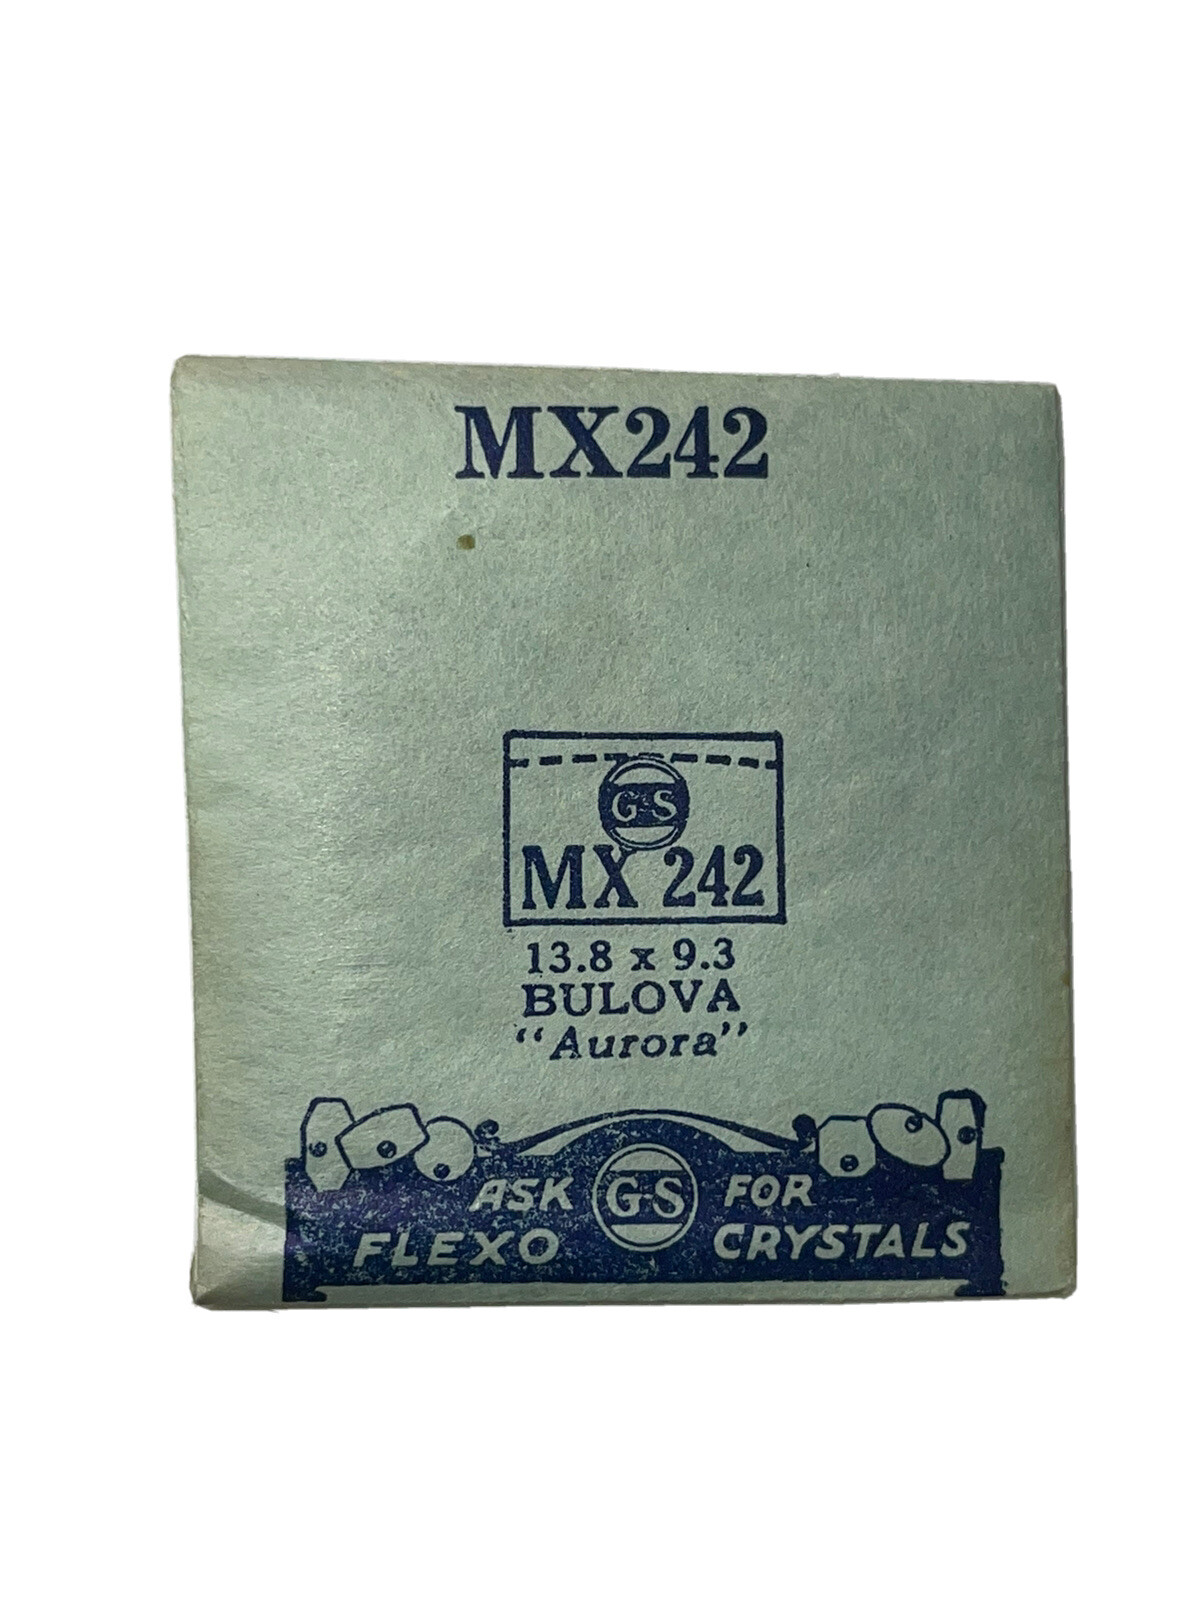 MX242
G-S
MX 242
13.8 x 9.3
BULOVA
"Aurora"
ASK G-S FOR
FLEXO CRYSTALS